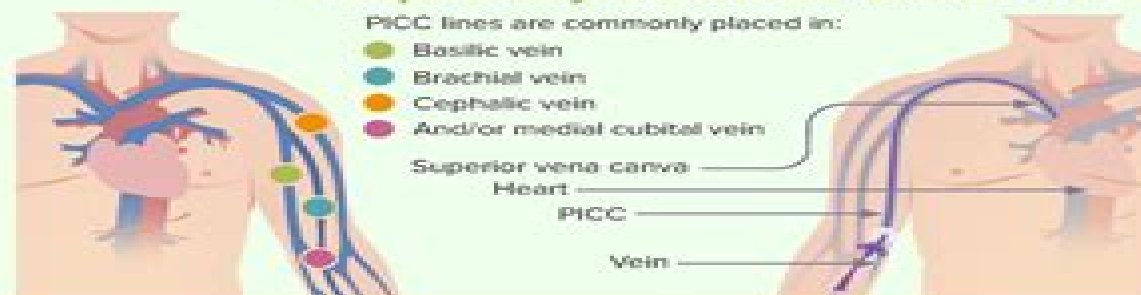 PICC lines are commonly placed in:
Basilic vein
Brachial vein
Cephalic vein
And/or medial cubital vein
Superior vena canva
Heart
PICC
Vein